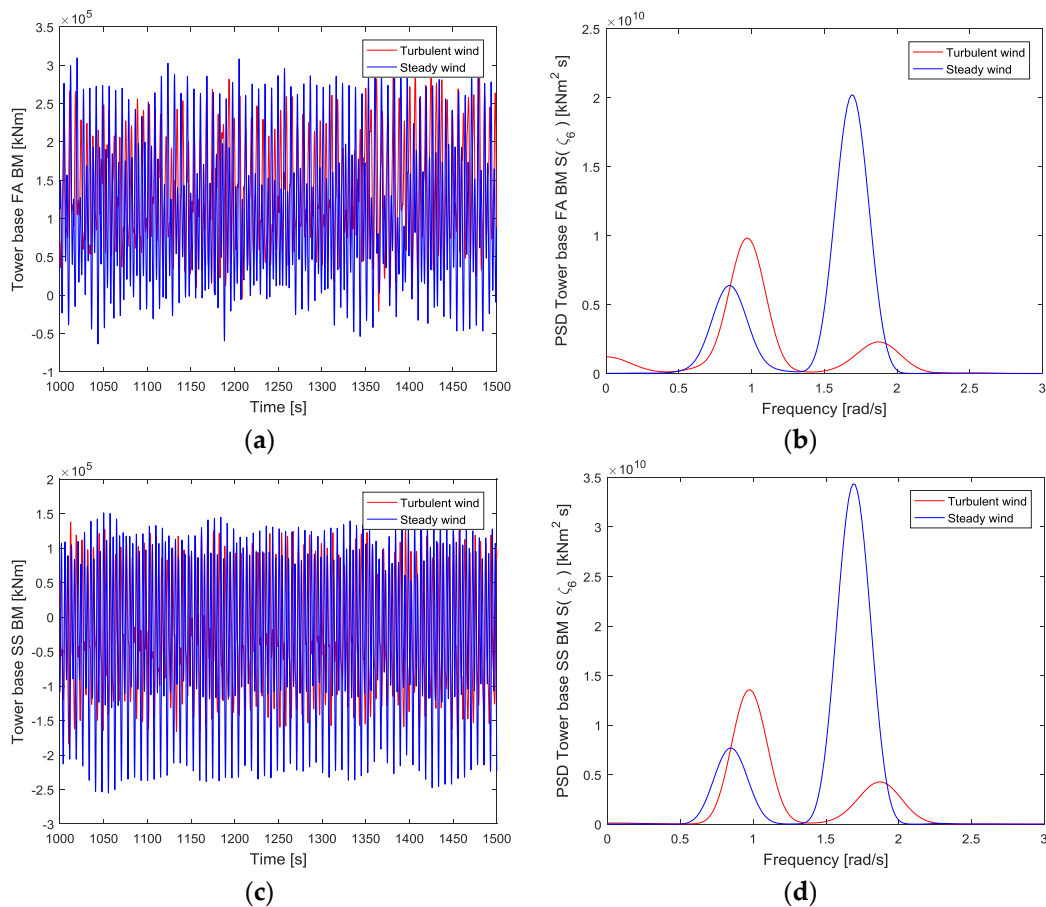 ×10^5
3.5
3
2.5
2
1.5
1
0.5
0
-0.5
-1
Tower base FA BM [kNm]
Turbulent wind
Steady wind
1000 1050 1100 1150 1200 1250 1300 1350 1400 1450 1500
Time [s]
(a)
×10^10
2.5
2
1.5
1
0.5
0
PSD Tower base FA BM S( ζ_6 ) [kNm^2 s]
Turbulent wind
Steady wind
0 0.5 1 1.5 2 2.5 3
Frequency [rad/s]
(b)
×10^5
2
1.5
1
0.5
0
-0.5
-1
-1.5
-2
-2.5
-3
Tower base SS BM [kNm]
Turbulent wind
Steady wind
1000 1050 1100 1150 1200 1250 1300 1350 1400 1450 1500
Time [s]
(c)
×10^10
3.5
3
2.5
2
1.5
1
0.5
0
PSD Tower base SS BM S( ζ_6 ) [kNm^2 s]
Turbulent wind
Steady wind
0 0.5 1 1.5 2 2.5 3
Frequency [rad/s]
(d)